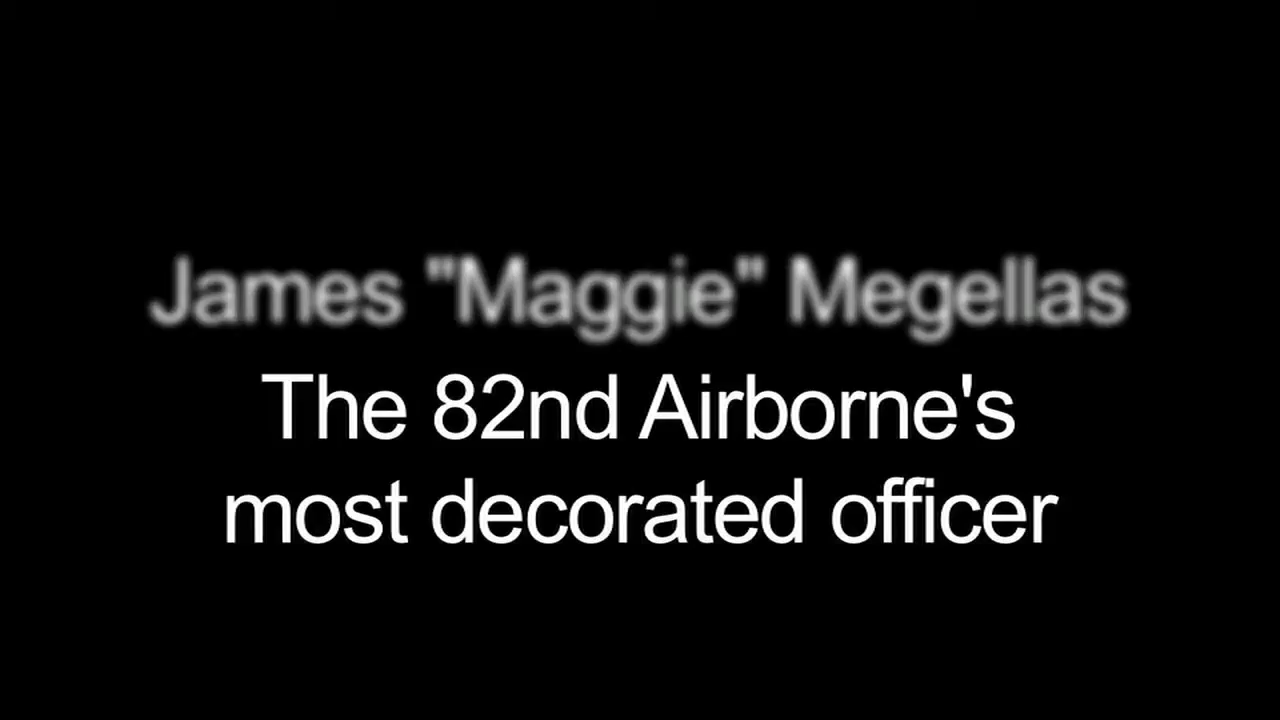 James "Maggie" Megellas
The 82nd Airborne's
most decorated officer